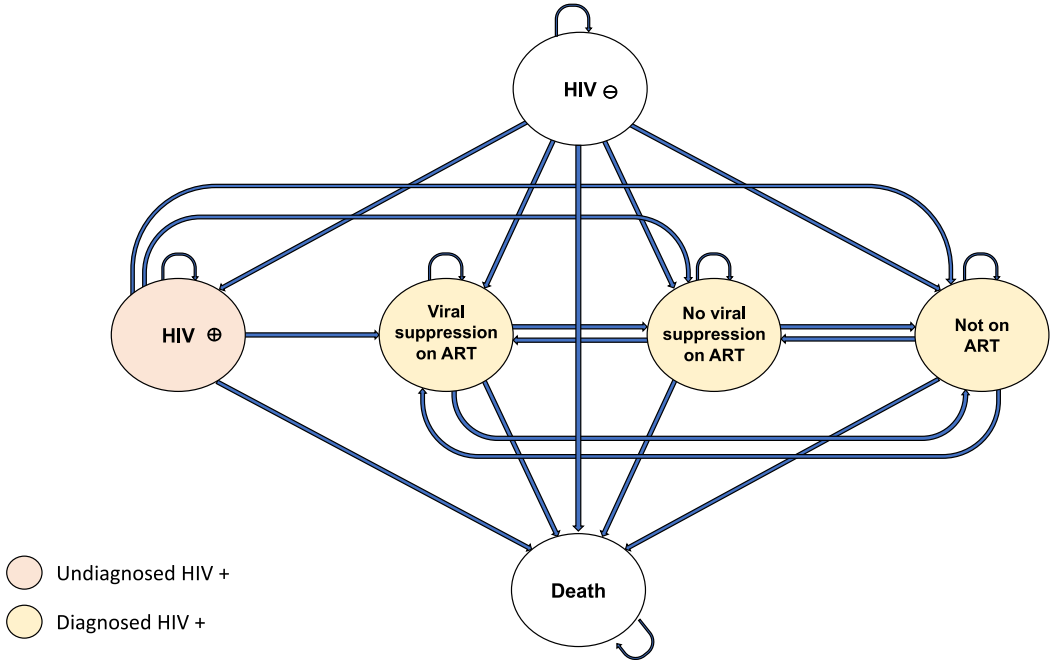 HIV ⊖
HIV ⊕
Viral
suppression
on ART
No viral
suppression
on ART
Not on
ART
Death
Undiagnosed HIV +
Diagnosed HIV +